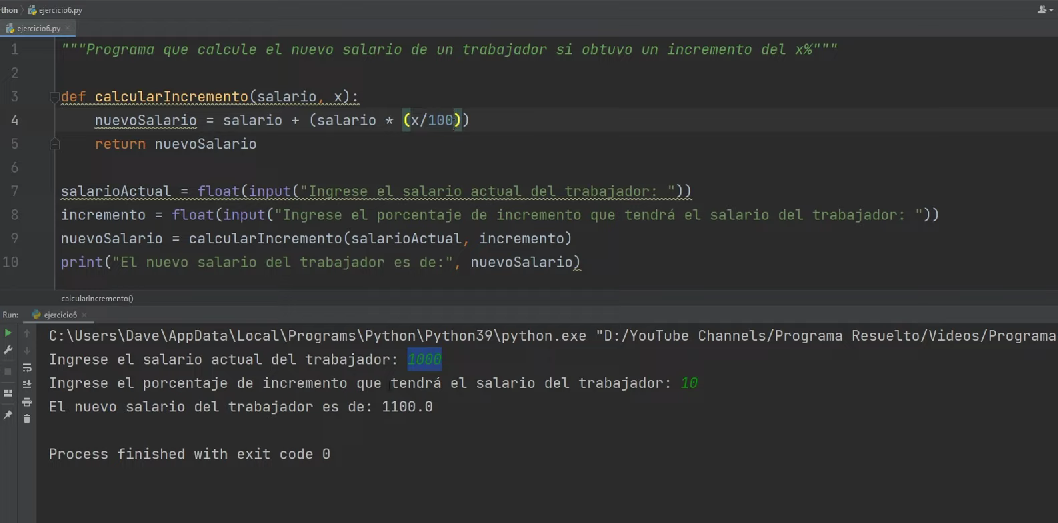 thon > ejercicio6.py
ejercicio6.py ×
1 """Programa que calcule el nuevo salario de un trabajador si obtuvo un incremento del x%"""
2
3 def calcularIncremento(salario, x):
4 nuevoSalario = salario + (salario * (x/100))
5 return nuevoSalario
6
7 salarioActual = float(input("Ingrese el salario actual del trabajador: "))
8 incremento = float(input("Ingrese el porcentaje de incremento que tendrá el salario del trabajador: "))
9 nuevoSalario = calcularIncremento(salarioActual, incremento)
10 print("El nuevo salario del trabajador es de:", nuevoSalario)
calcularIncremento()
Run: ejercicio6 ×
C:\Users\Dave\AppData\Local\Programs\Python\Python39\python.exe "D:/YouTube Channels/Programa Resuelto/Videos/Programa
Ingrese el salario actual del trabajador: 1000
Ingrese el porcentaje de incremento que tendrá el salario del trabajador: 10
El nuevo salario del trabajador es de: 1100.0
Process finished with exit code 0